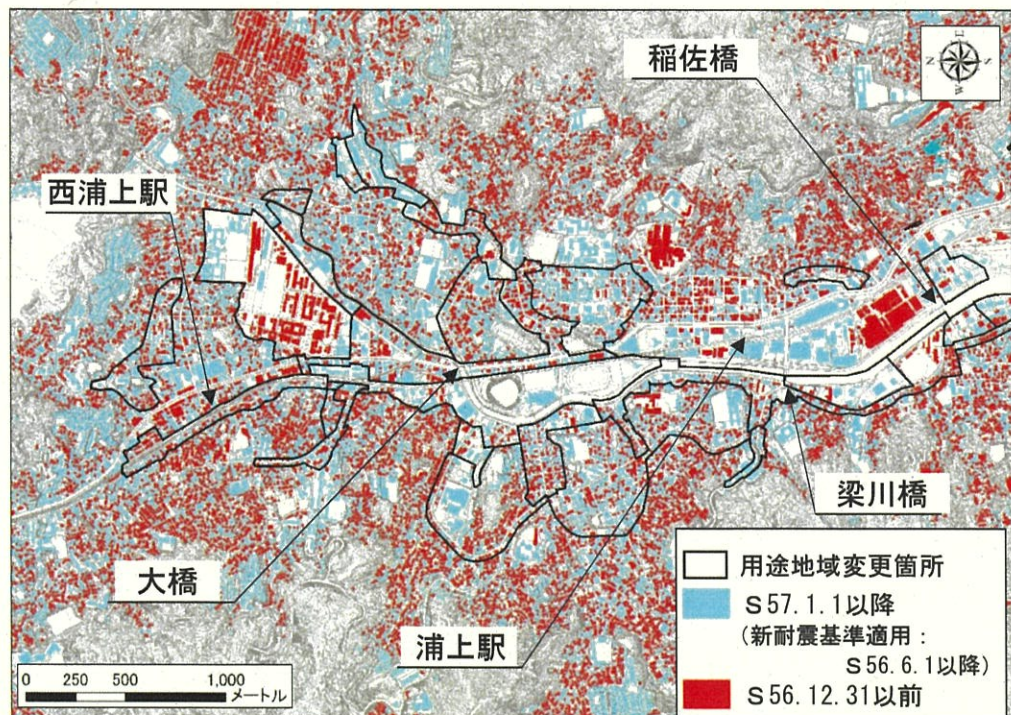 稲佐橋
西浦上駅
梁川橋
大橋
浦上駅
用途地域変更箇所
S57.1.1以降
(新耐震基準適用：
S56.6.1以降)
S56.12.31以前
0 250 500 1,000
メートル
E
N S
W